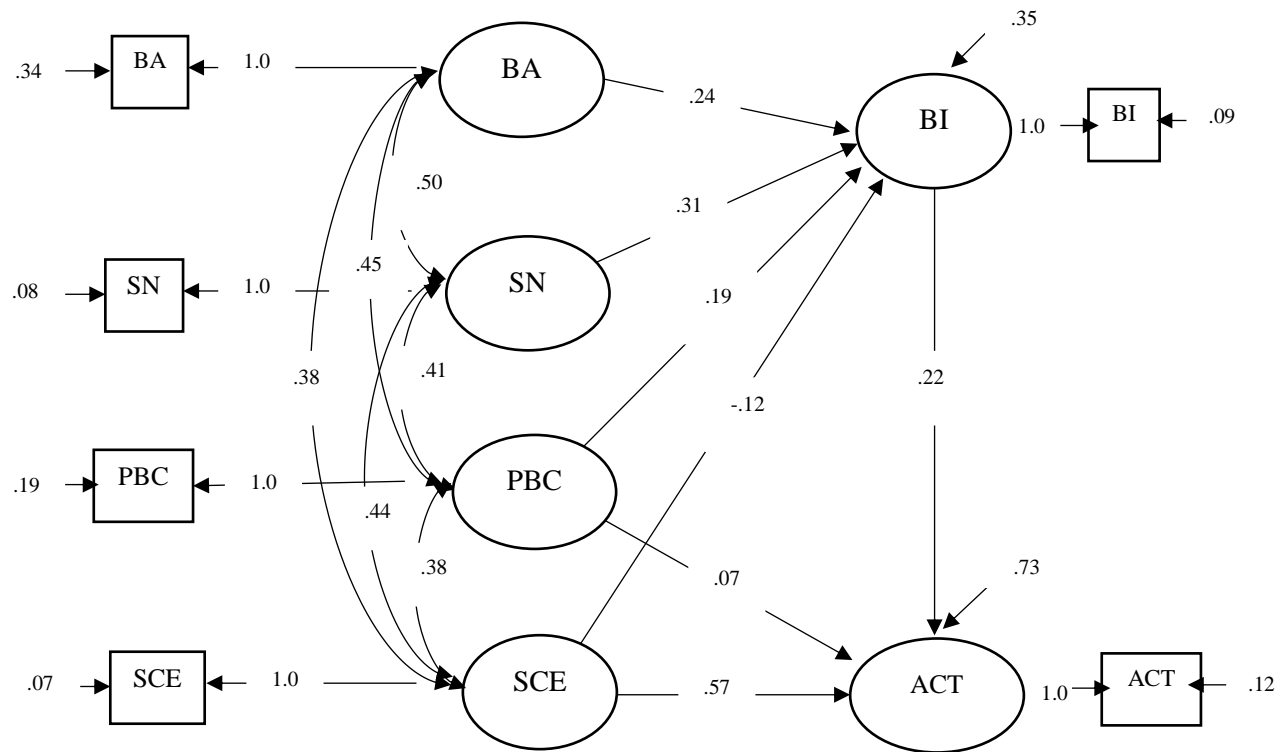 .35
.34 BA 1.0 BA
.24 BI 1.0 BI .09
.50
.31
.08 SN 1.0 .45 SN
.19
.38 .41 -.12 .22
.19 PBC 1.0 PBC
.44
.38 .07 .73
.07 SCE 1.0 SCE .57 ACT 1.0 ACT .12